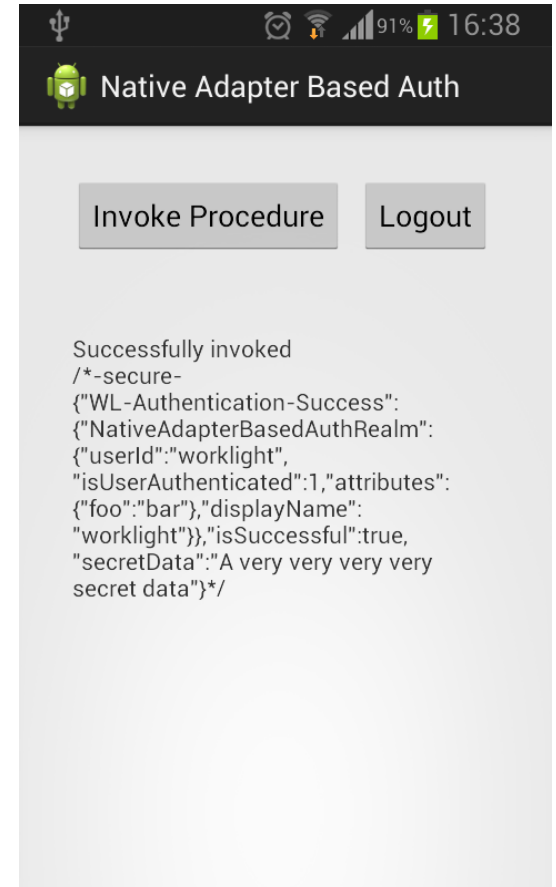 91% 16:38
Native Adapter Based Auth
Invoke Procedure Logout
Successfully invoked
/*-secure-
{"WL-Authentication-Success":
{"NativeAdapterBasedAuthRealm":
{"userId":"worklight",
"isUserAuthenticated":1,"attributes":
{"foo":"bar"},"displayName":
"worklight"}},"isSuccessful":true,
"secretData":"A very very very very
secret data"}*/